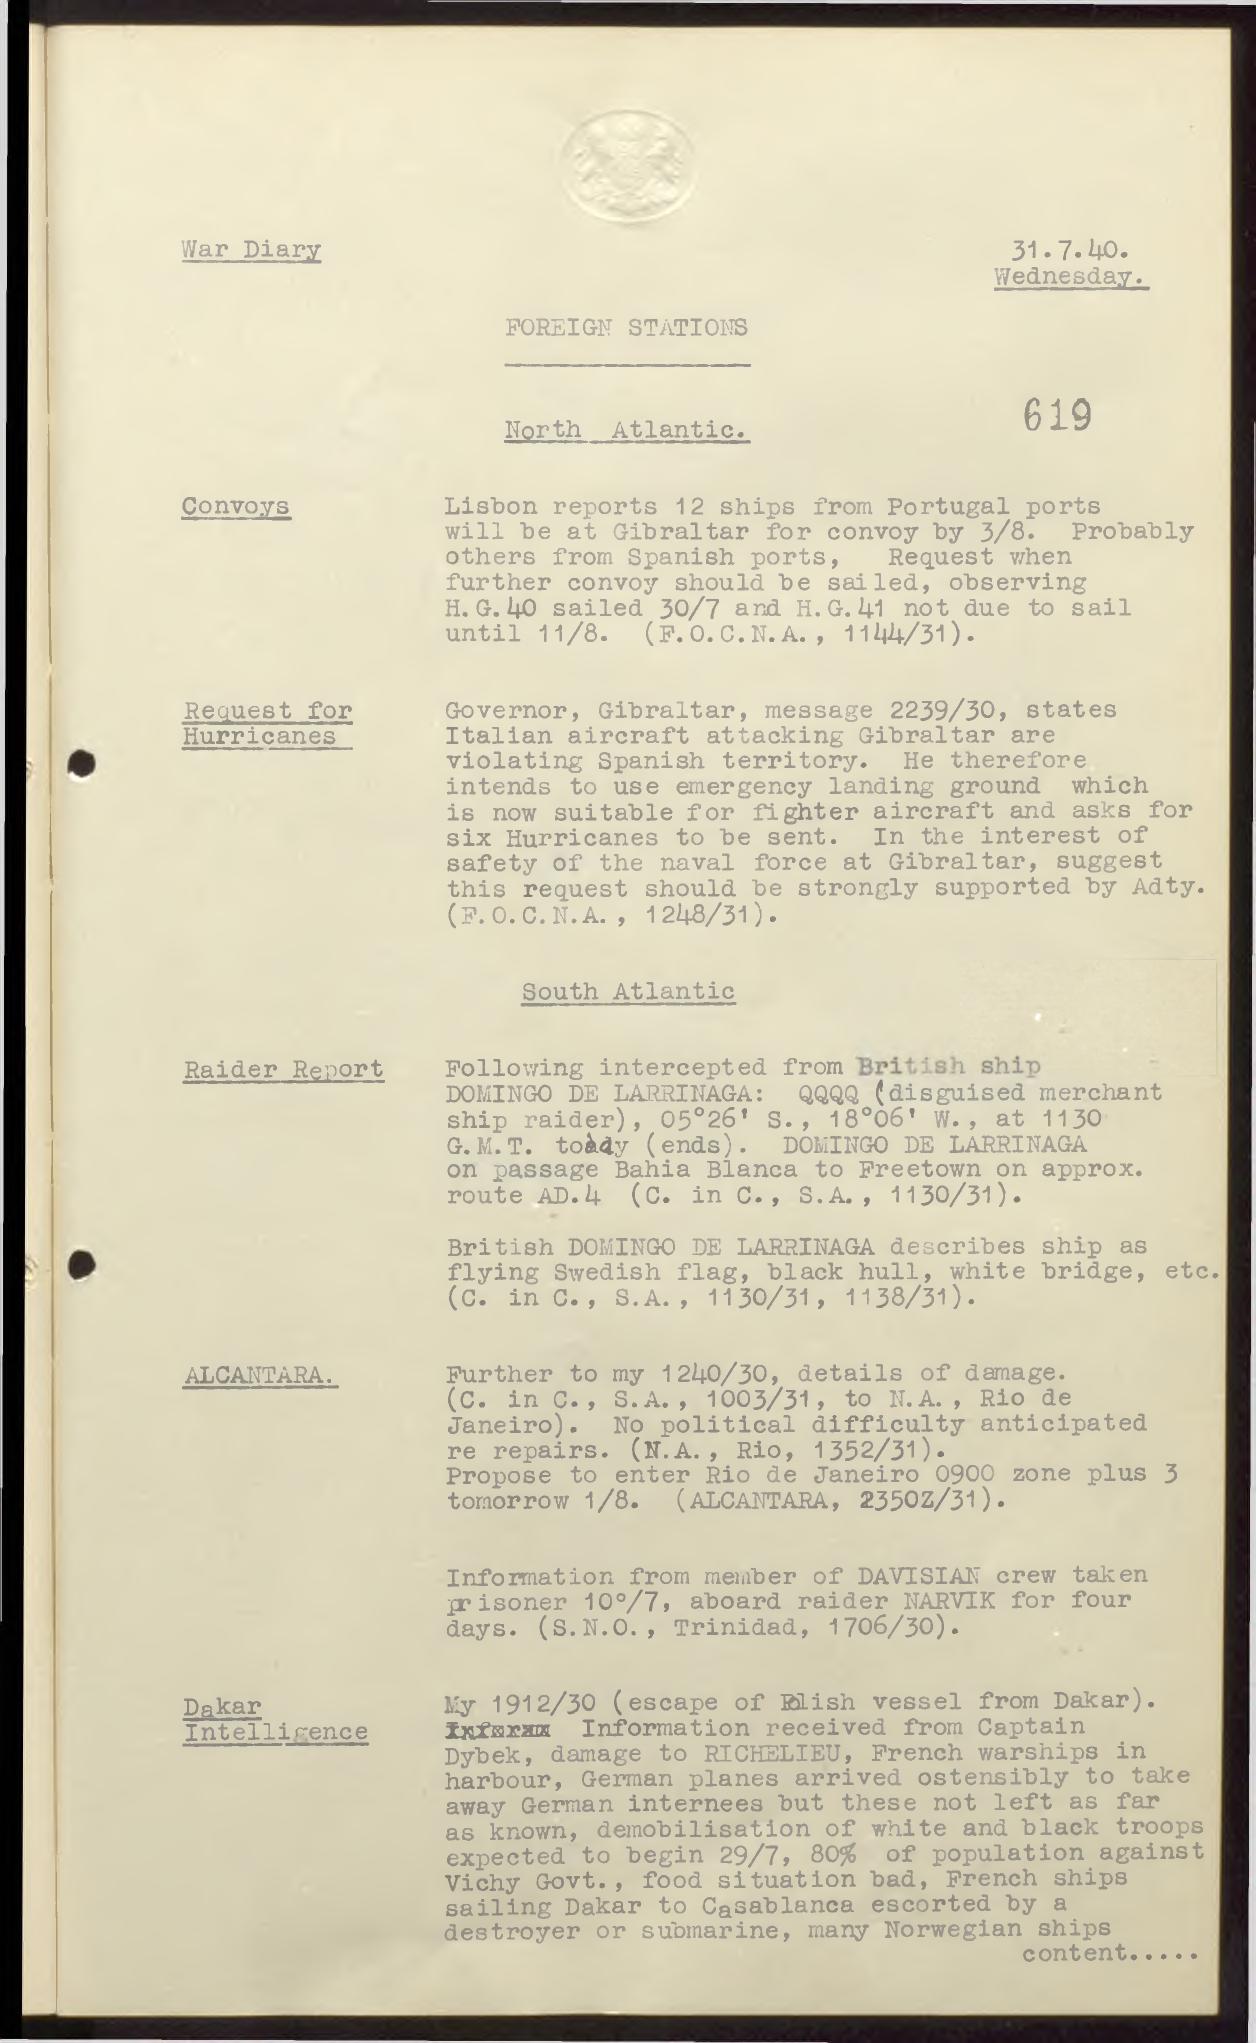 War Diary
31.7.40.
Wednesday.
FOREIGN STATIONS
619
North Atlantic.
Convoys
Lisbon reports 12 ships from Portugal ports
will be at Gibraltar for convoy by 3/8. Probably
others from Spanish ports, Request when
further convoy should be sailed, observing
H.G.40 sailed 30/7 and H.G.41 not due to sail
until 11/8. (F.O.C.N.A., 1144/31).
Request for
Hurricanes
Governor, Gibraltar, message 2239/30, states
Italian aircraft attacking Gibraltar are
violating Spanish territory. He therefore
intends to use emergency landing ground which
is now suitable for fighter aircraft and asks for
six Hurricanes to be sent. In the interest of
safety of the naval force at Gibraltar, suggest
this request should be strongly supported by Adty.
(F.O.C.N.A., 1248/31).
South Atlantic
Raider Report
Following intercepted from British ship
DOMINGO DE LARRINAGA: QQQQ (disguised merchant
ship raider), 05°26' S., 18°06' W., at 1130
G.M.T. toady (ends). DOMINGO DE LARRINAGA
on passage Bahia Blanca to Freetown on approx.
route AD.4 (C. in C., S.A., 1130/31).
British DOMINGO DE LARRINAGA describes ship as
flying Swedish flag, black hull, white bridge, etc.
(C. in C., S.A., 1130/31, 1138/31).
ALCANTARA.
Further to my 1240/30, details of damage.
(C. in C., S.A., 1003/31, to N.A., Rio de
Janeiro). No political difficulty anticipated
re repairs. (N.A., Rio, 1352/31).
Propose to enter Rio de Janeiro 0900 zone plus 3
tomorrow 1/8. (ALCANTARA, 2350Z/31).
Information from member of DAVISIAN crew taken
prisoner 10°/7, aboard raider NARVIK for four
days. (S.N.O., Trinidad, 1706/30).
Dakar
Intelligence
My 1912/30 (escape of Polish vessel from Dakar).
Information received from Captain
Dybek, damage to RICHELIEU, French warships in
harbour, German planes arrived ostensibly to take
away German internees but these not left as far
as known, demobilisation of white and black troops
expected to begin 29/7, 80% of population against
Vichy Govt., food situation bad, French ships
sailing Dakar to Casablanca escorted by a
destroyer or submarine, many Norwegian ships
content.....